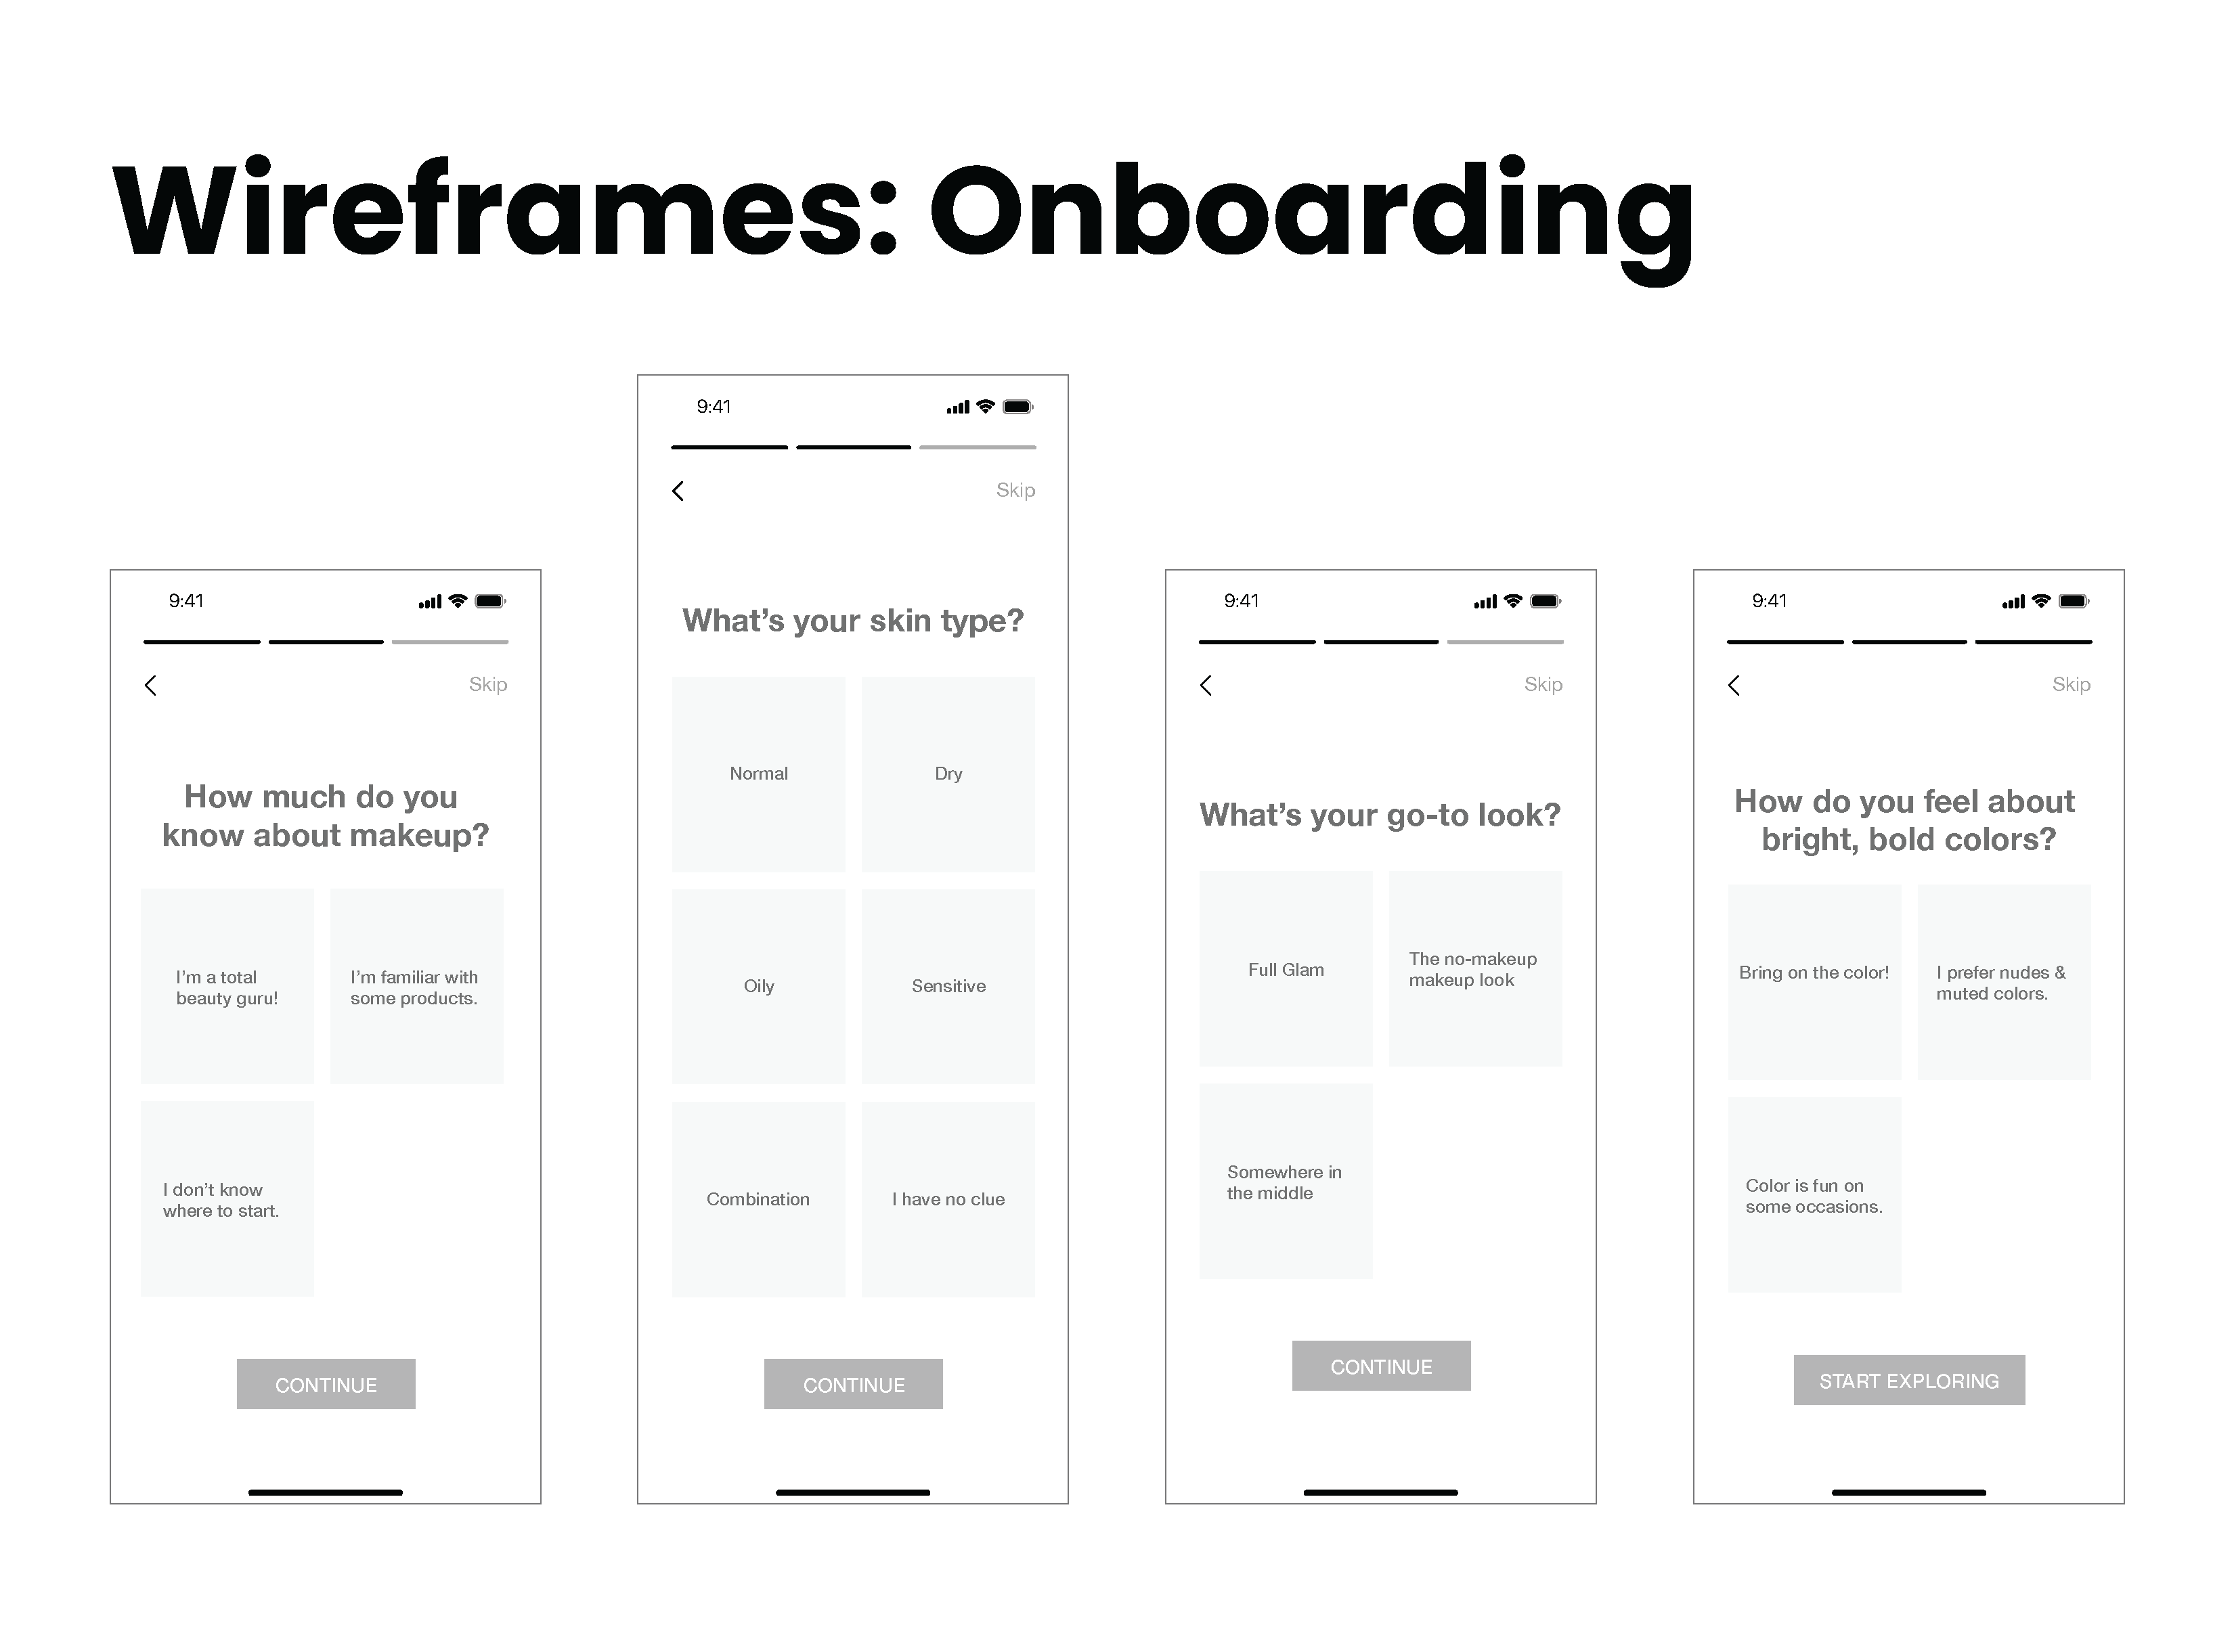 Wireframes: Onboarding
9:41
Skip
How much do you
know about makeup?
I'm a total
beauty guru!
I'm familiar with
some products.
I don't know
where to start.
CONTINUE
9:41
Skip
What's your skin type?
Normal
Dry
Oily
Sensitive
Combination
I have no clue
CONTINUE
9:41
Skip
What's your go-to look?
Full Glam
The no-makeup
makeup look
Somewhere in
the middle
CONTINUE
9:41
Skip
How do you feel about
bright, bold colors?
Bring on the color!
I prefer nudes &
muted colors.
Color is fun on
some occasions.
START EXPLORING